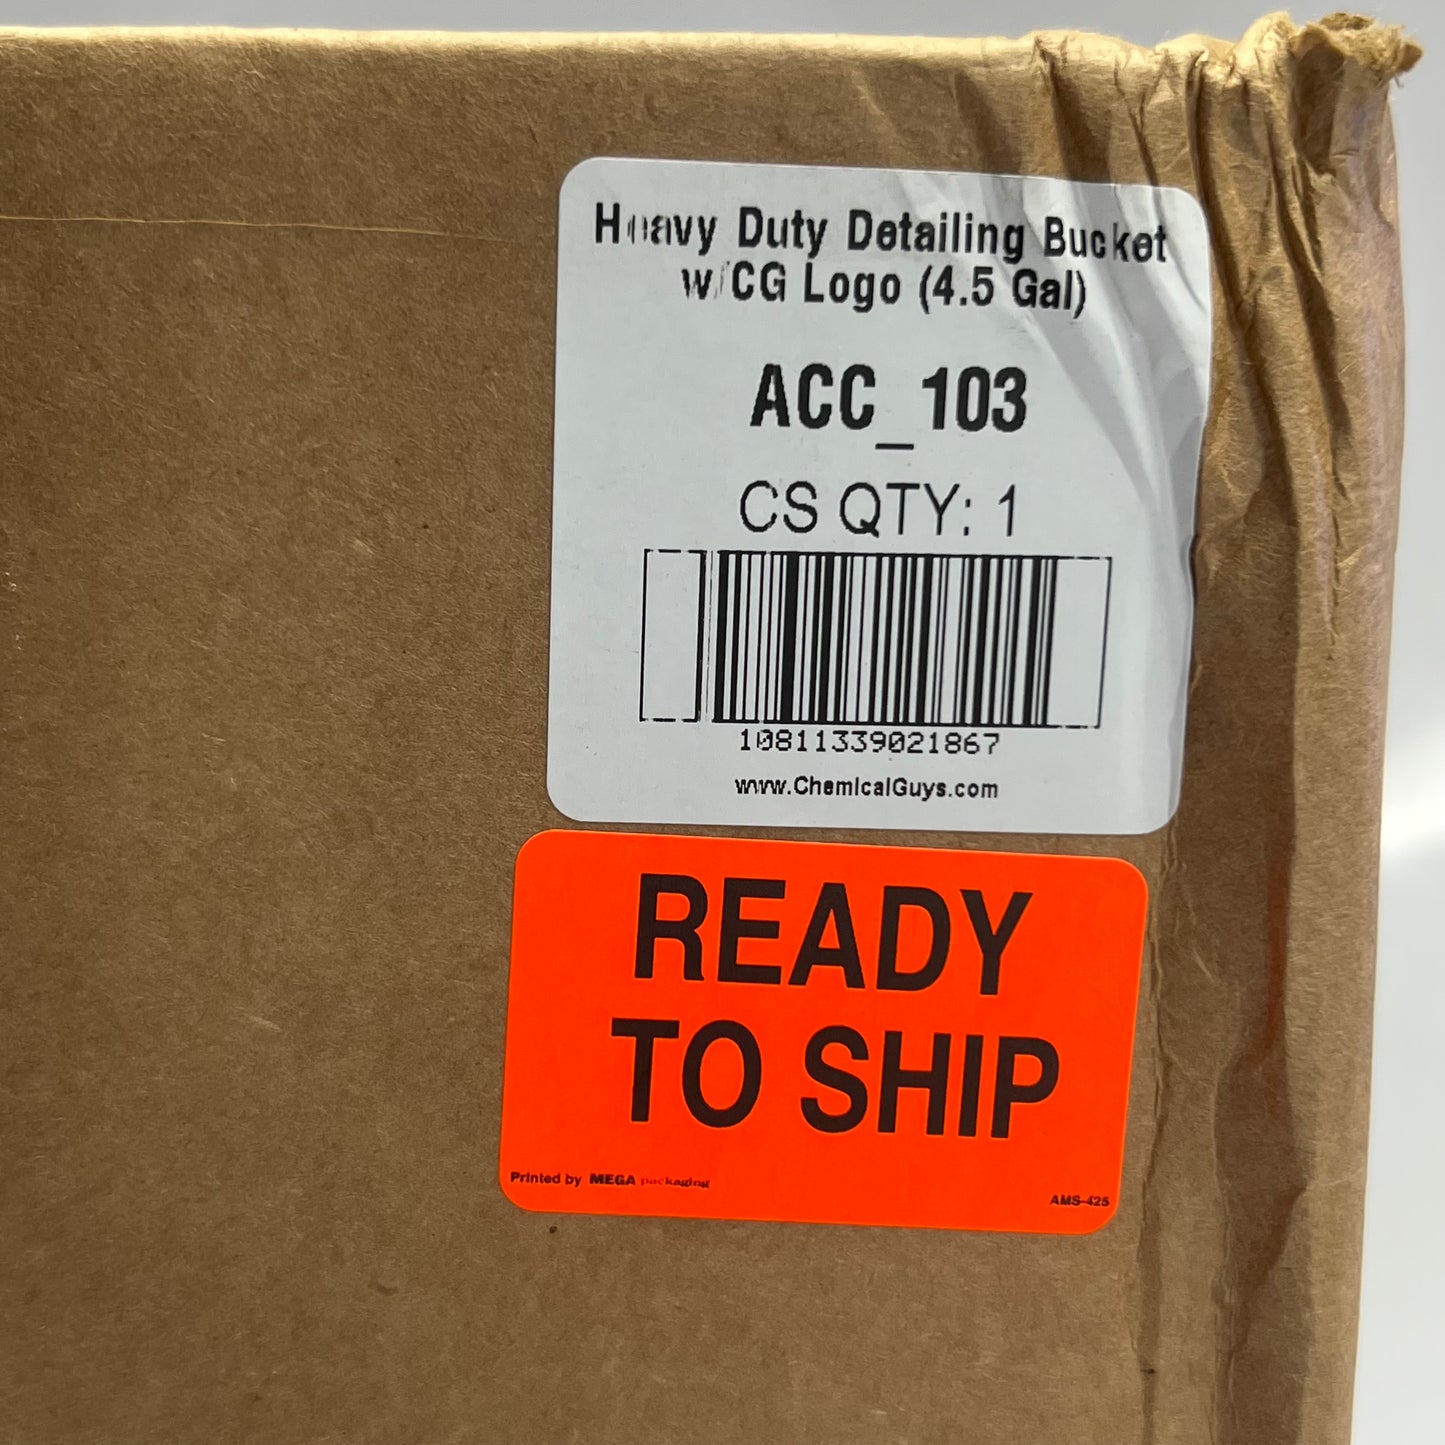 Heavy Duty Detailing Bucket
w/CG Logo (4.5 Gal)
ACC_103
CS QTY: 1
10811339021867
www.ChemicalGuys.com
READY
TO SHIP
Printed by MEGA packaging
AMS-425